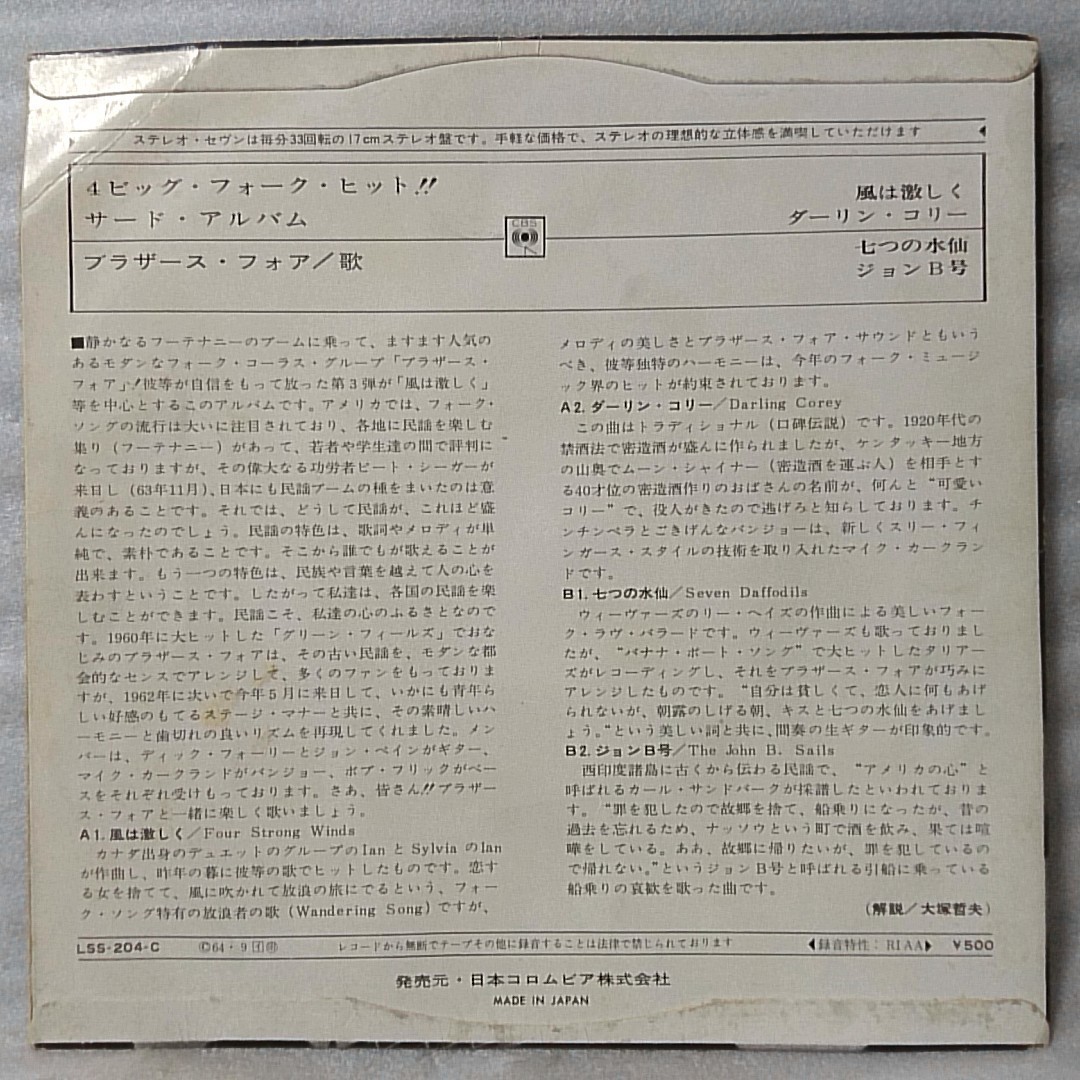 ステレオ・セヴンは毎分33回転の17cmステレオ盤です。手軽な価格で、ステレオの理想的な立体感を満喫していただけます
4ビッグ・フォーク・ヒット!!
サード・アルバム
ブラザース・フォア/歌
CBS
風は激しく
ダーリン・コリー
七つの水仙
ジョンB号
■静かなるフーテナニーのブームに乗って、ますます人気の
あるモダンなフォーク・コーラス・グループ「ブラザース・
フォア」!彼等が自信をもって放った第3弾が「風は激しく」
等を中心とするこのアルバムです。アメリカでは、フォーク・
ソングの流行は大いに注目されており、各地に民謡を楽しむ
集り(フーテナニー)があって、若者や学生達の間で評判に
なっておりますが、その偉大なる功労者ピート・シーガーが
来日し(63年11月)、日本にも民謡ブームの種をまいたのは意
義のあることです。それでは、どうして民謡が、これほど盛
んになったのでしょう。民謡の特色は、歌詞やメロディが単
純で、素朴であることです。そこから誰でもが歌えることが
出来ます。もう一つの特色は、民族や言葉を越えて人の心を
表わすということです。したがって私達は、各国の民謡を楽
しむことができます。民謡こそ、私達の心のふるさとなので
す。1960年に大ヒットした「グリーン・フィールズ」でおな
じみのブラザース・フォアは、その古い民謡を、モダンな都
会的なセンスでアレンジして、多くのファンをもっておりま
すが、1962年に次いで今年5月に来日して、いかにも青年ら
しい好感のもてるステージ・マナーと共に、その素晴しいハ
ーモニーと歯切れの良いリズムを再現してくれました。メン
バーは、ディック・フォーリーとジョン・ペインがギター、
マイク・カークランドがバンジョー、ボブ・フリックがベー
スをそれぞれ受けもっております。さあ、皆さん!!ブラザー
ス・フォアと一緒に楽しく歌いましょう。
A1.風は激しく/Four Strong Winds
カナダ出身のデュエットのグループのIanとSylviaのIan
が作曲し、昨年の暮に彼等の歌でヒットしたものです。恋す
る女を捨てて、風に吹かれて放浪の旅にでるという、フォー
ク・ソング特有の放浪者の歌(Wandering Song)ですが、
メロディの美しさとブラザース・フォア・サウンドともいう
べき、彼等独特のハーモニーは、今年のフォーク・ミュージ
ック界のヒットが約束されております。
A2.ダーリン・コリー/Darling Corey
この曲はトラディショナル(口碑伝説)です。1920年代の
禁酒法で密造酒が盛んに作られましたが、ケンタッキー地方
の山奥でムーン・シャイナー(密造酒を運ぶ人)を相手とす
る40才位の密造酒作りのおばさんの名前が、何んと“可愛い
コリー”で、役人がきたので逃げろと知らしております。チ
ンチンペラとごきげんなバンジョーは、新しくスリー・フィ
ンガース・スタイルの技術を取り入れたマイク・カークラン
ドです。
B1.七つの水仙/Seven Daffodils
ウィーヴァーズのリー・ヘイズの作曲による美しいフォー
ク・ラヴ・バラードです。ウィーヴァーズも歌っておりまし
たが、“バナナ・ボート・ソング”で大ヒットしたタリアー
ズがレコーディングし、それをブラザース・フォアが巧みに
アレンジしたものです。“自分は貧しくて、恋人に何もあげ
られないが、朝露のしげる朝、キスと七つの水仙をあげまし
ょう。”という美しい詞と共に、間奏の生ギターが印象的です。
B2.ジョンB号/The John B. Sails
西印度諸島に古くから伝わる民謡で、“アメリカの心”と
呼ばれるカール・サンドバークが採譜したといわれておりま
す。“罪を犯したので故郷を捨て、船乗りになったが、昔の
過去を忘れるため、ナッソウという町で酒を飲み、果ては喧
嘩をしている。ああ、故郷に帰りたいが、罪を犯しているの
で帰れない。”というジョンB号と呼ばれる引船に乗っている
船乗りの哀歓を歌った曲です。
(解説/大塚哲夫)
LSS-204-C ©64・9 レコードから無断でテープその他に録音することは法律で禁じられております ◀録音特性:RIAA▶ ¥500
発売元・日本コロムビア株式会社
MADE IN JAPAN